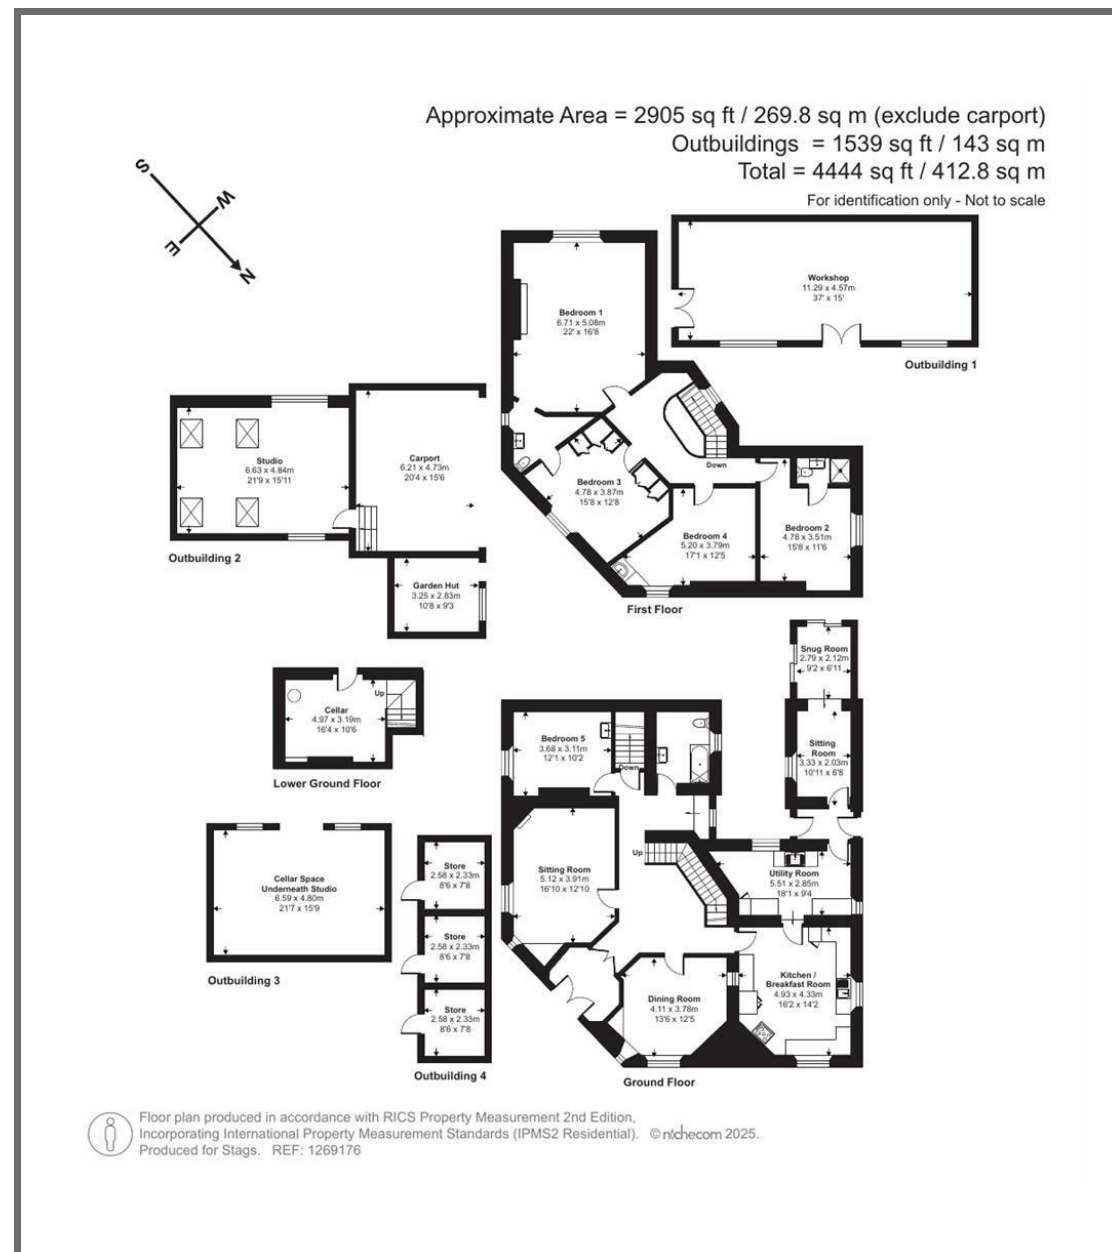 Approximate Area = 2905 sq ft / 269.8 sq m (exclude carport)
Outbuildings = 1539 sq ft / 143 sq m
Total = 4444 sq ft / 412.8 sq m
For identification only - Not to scale
S
W
E
N
Workshop
11.29 x 4.57m
37' x 15'
Outbuilding 1
Bedroom 1
6.71 x 5.08m
22' x 16'8
Down
Bedroom 3
4.78 x 3.87m
15'8 x 12'8
Bedroom 4
5.20 x 3.79m
17'1 x 12'5
Bedroom 2
4.78 x 3.51m
15'8 x 11'6
First Floor
Studio
6.63 x 4.84m
21'9 x 15'11
Carport
6.21 x 4.73m
20'4 x 15'6
Outbuilding 2
Garden Hut
3.25 x 2.83m
10'8 x 9'3
Cellar
4.97 x 3.19m
16'4 x 10'6
Up
Lower Ground Floor
Snug Room
2.79 x 2.12m
9'2 x 6'11
Sitting
Room
3.33 x 2.03m
10'11 x 6'8
Bedroom 5
3.68 x 3.11m
12'1 x 10'2
Down
Sitting Room
5.12 x 3.91m
16'10 x 12'10
Up
Utility Room
5.51 x 2.85m
18'1 x 9'4
Kitchen /
Breakfast Room
4.93 x 4.33m
16'2 x 14'2
Dining Room
4.11 x 3.78m
13'6 x 12'5
Ground Floor
Cellar Space
Underneath Studio
6.59 x 4.80m
21'7 x 15'9
Outbuilding 3
Store
2.58 x 2.33m
8'6 x 7'8
Store
2.58 x 2.33m
8'6 x 7'8
Store
2.58 x 2.33m
8'6 x 7'8
Outbuilding 4
Floor plan produced in accordance with RICS Property Measurement 2nd Edition,
Incorporating International Property Measurement Standards (IPMS2 Residential). © nichecom 2025.
Produced for Stags. REF: 1269176